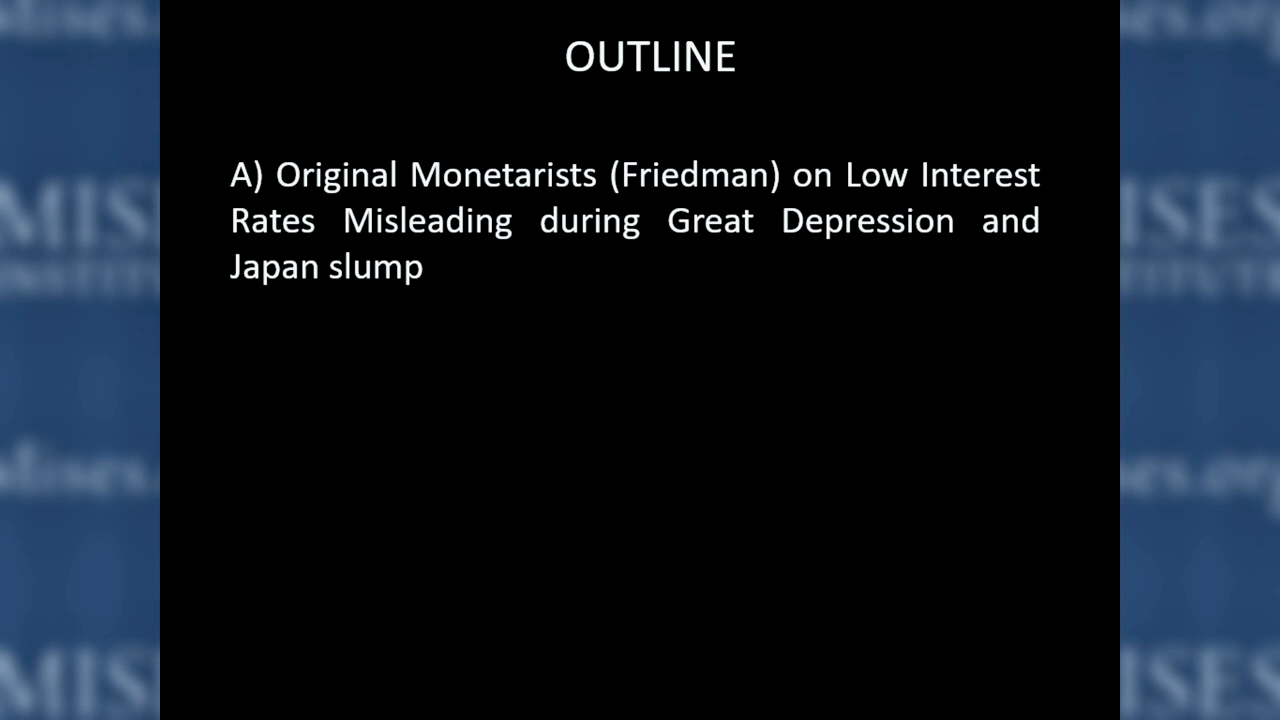 OUTLINE
A) Original Monetarists (Friedman) on Low Interest
Rates Misleading during Great Depression and
Japan slump